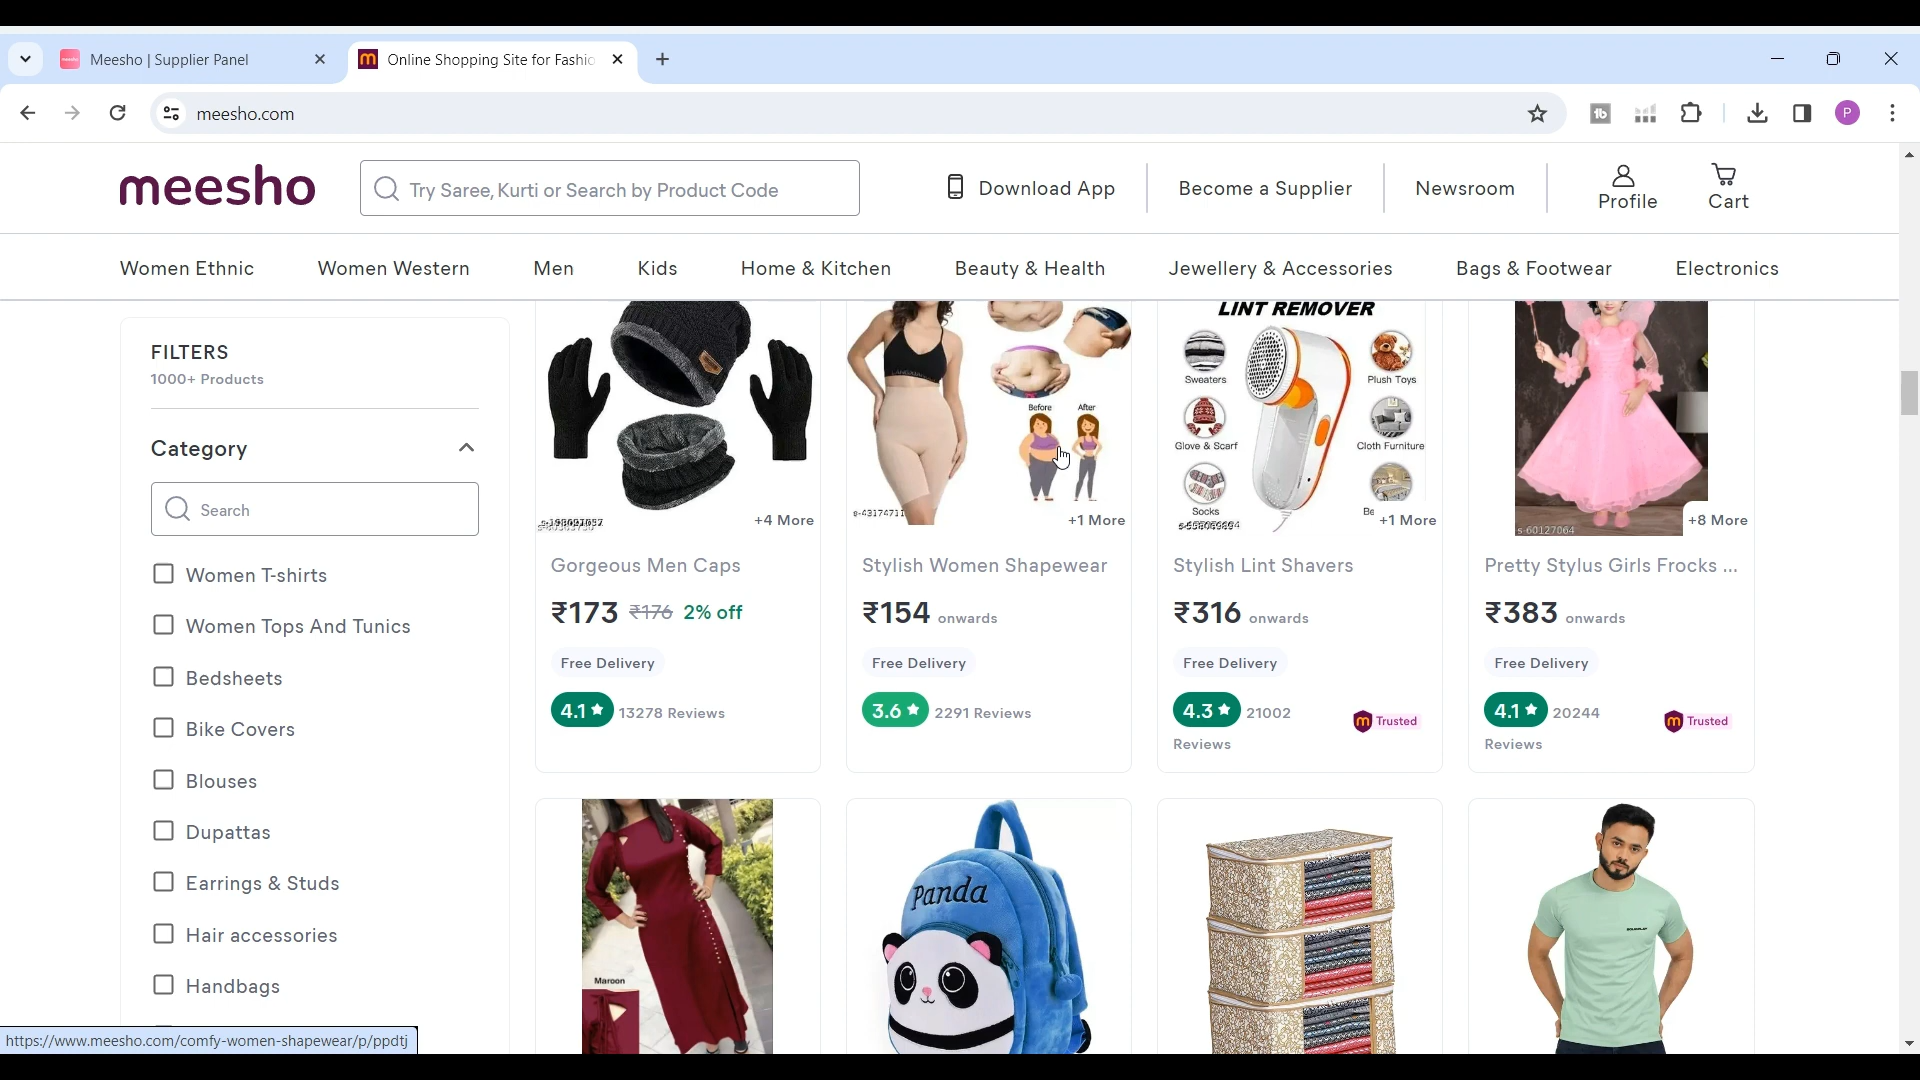 Meesho | Supplier Panel
Online Shopping Site for Fashio
meesho.com
P
meesho
Try Saree, Kurti or Search by Product Code
Download App
Become a Supplier
Newsroom
Profile
Cart
Women Ethnic
Women Western
Men
Kids
Home & Kitchen
Beauty & Health
Jewellery & Accessories
Bags & Footwear
Electronics
FILTERS
1000+ Products
Category
Search
Women T-shirts
Women Tops And Tunics
Bedsheets
Bike Covers
Blouses
Dupattas
Earrings & Studs
Hair accessories
Handbags
+4 More
Gorgeous Men Caps
₹173 ₹176 2% off
Free Delivery
4.1 ★ 13278 Reviews
Before After
s-43174711
+1 More
Stylish Women Shapewear
₹154 onwards
Free Delivery
3.6 ★ 2291 Reviews
LINT REMOVER
Sweaters
Plush Toys
Glove & Scarf
Cloth Furniture
Socks
Be
+1 More
Stylish Lint Shavers
₹316 onwards
Free Delivery
4.3 ★ 21002
Reviews
m Trusted
s-60127064
+8 More
Pretty Stylus Girls Frocks ...
₹383 onwards
Free Delivery
4.1 ★ 20244
Reviews
m Trusted
Maroon
Panda
https://www.meesho.com/comfy-women-shapewear/p/ppdtj